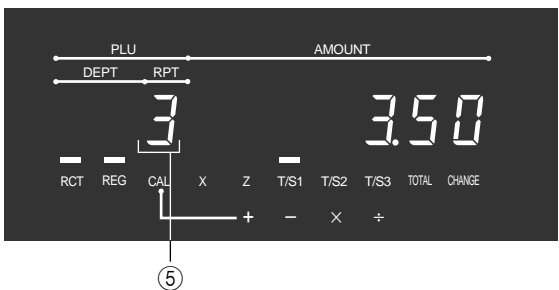 PLU AMOUNT
DEPT RPT
3 3.50
RCT REG CAL X Z T/S1 T/S2 T/S3 TOTAL CHANGE
+ − × ÷
⑤